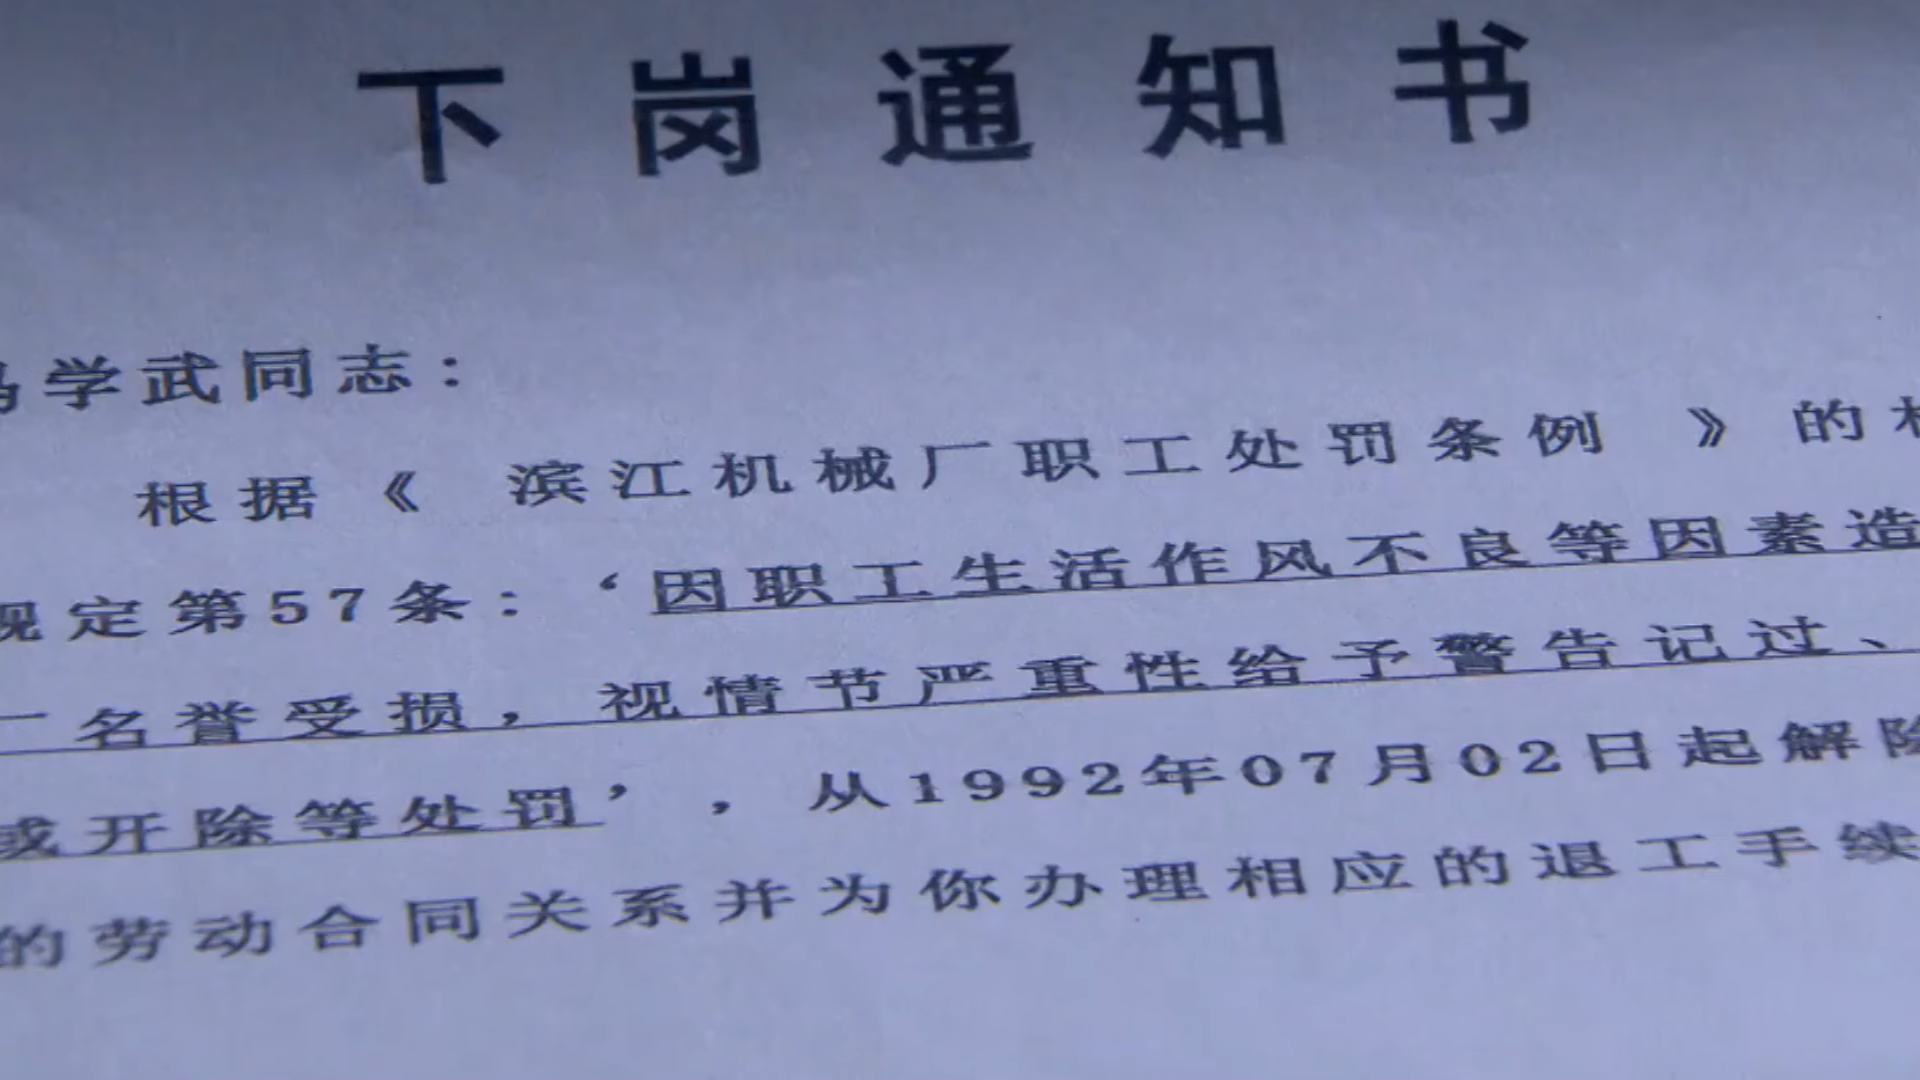 下岗通知书
学武同志：
根据《 滨江机械厂职工处罚条例 》的
规定第57条：‘因职工生活作风不良等因素造
厂名誉受损，视情节严重性给予警告记过、
或开除等处罚’，从1992年07月02日起解除
的劳动合同关系并为你办理相应的退工手续